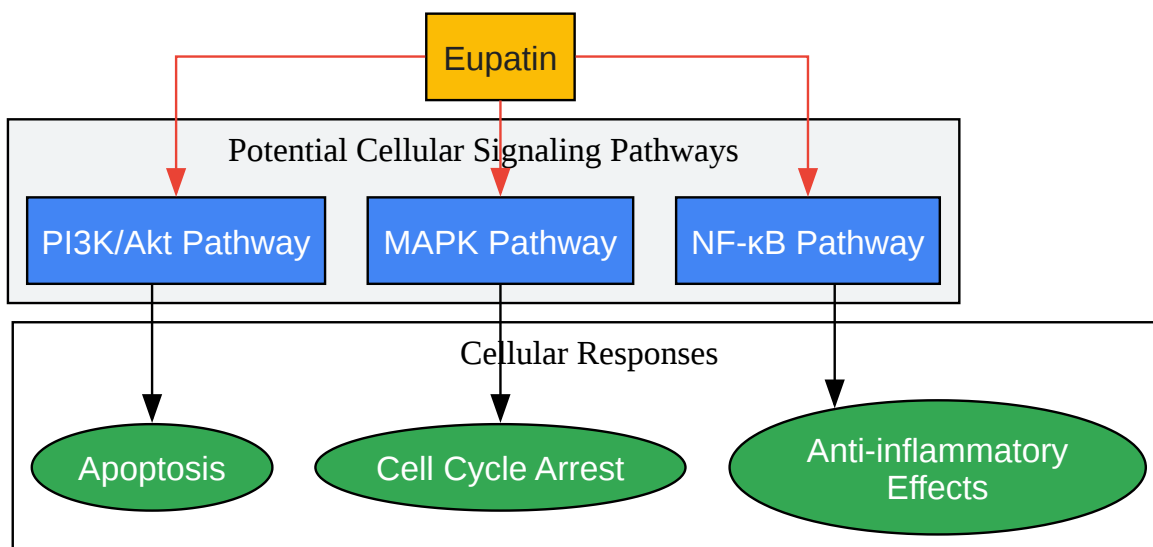 Eupatin
Potential Cellular Signaling Pathways
PI3K/Akt Pathway
MAPK Pathway
NF-κB Pathway
Cellular Responses
Apoptosis
Cell Cycle Arrest
Anti-inflammatory
Effects